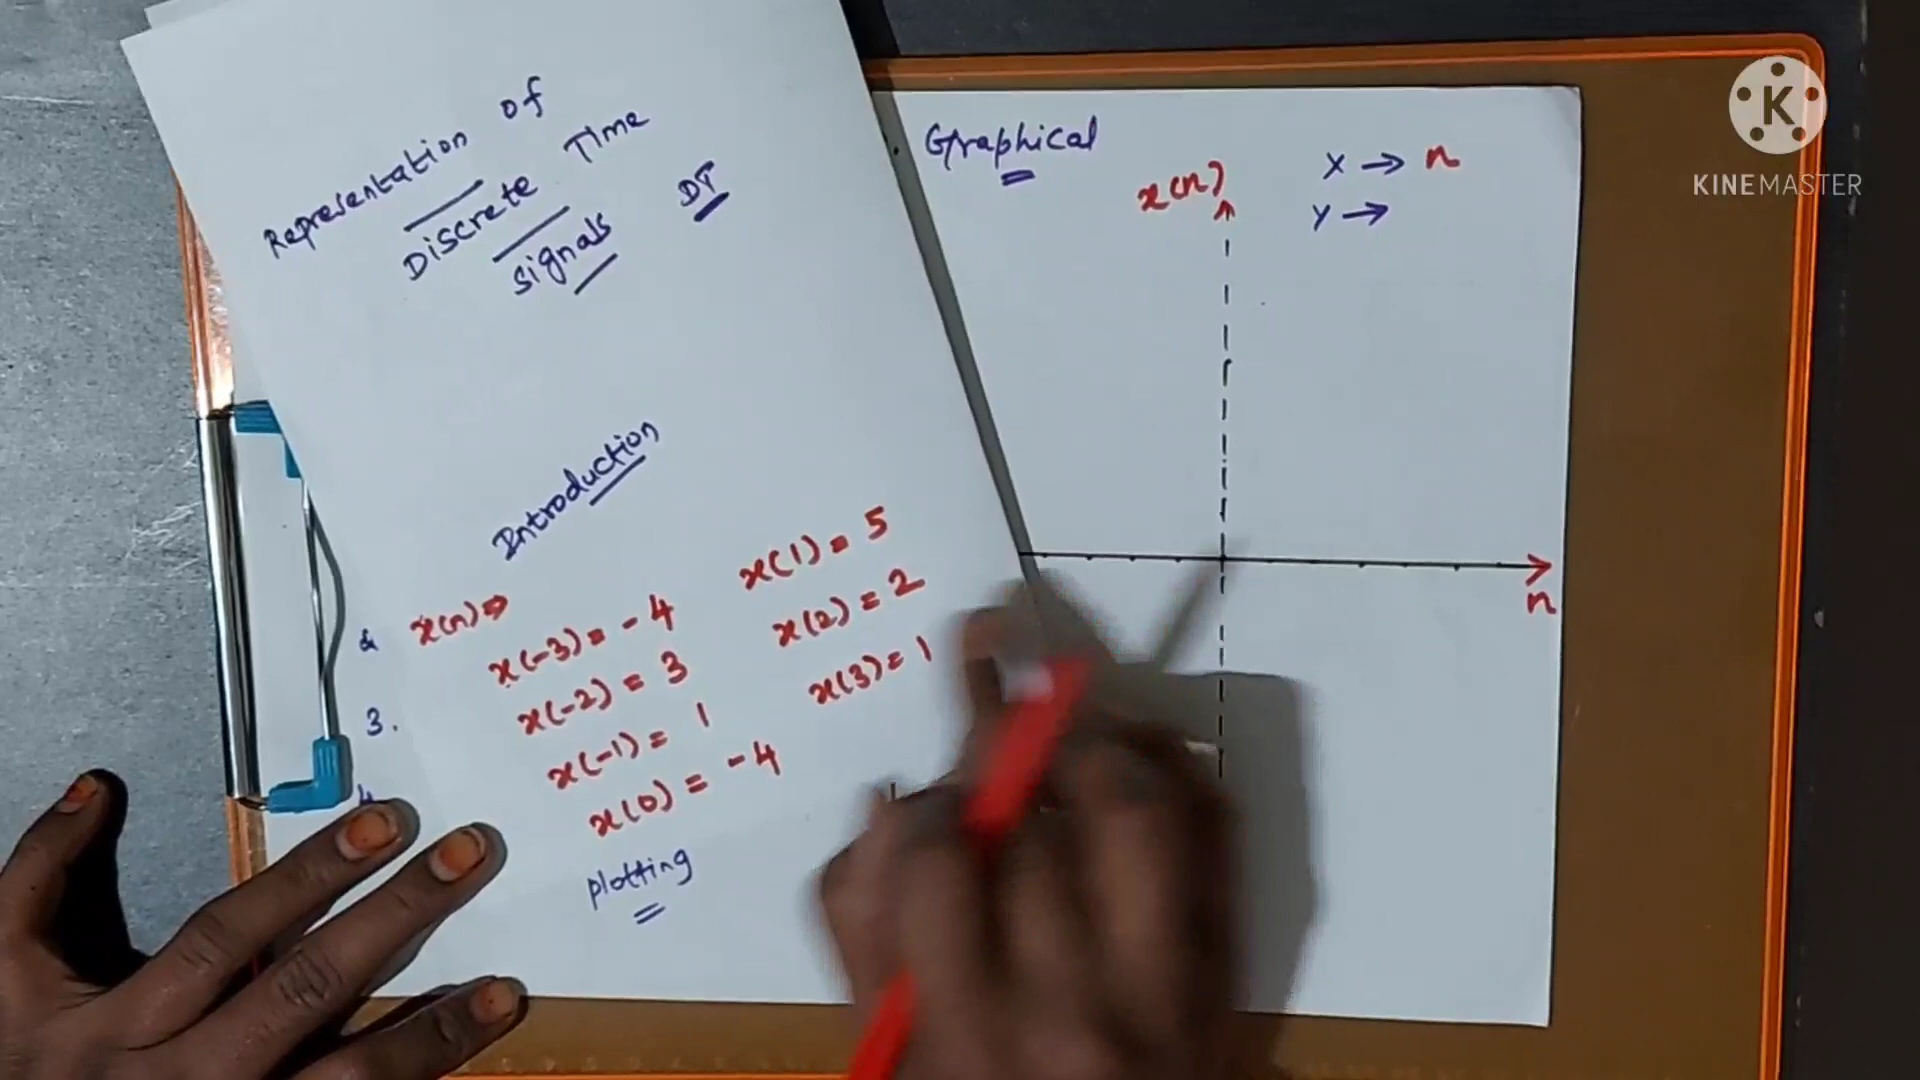 Representation of
Discrete Time
signals DT
Introduction
x(n)⇒
x(-3) = -4
x(-2) = 3
x(-1) = 1
x(0) = -4
x(1) = 5
x(2) = 2
x(3) = 1
plotting
3.
Graphical
x(n)
X → n
Y →
n
KINEMASTER